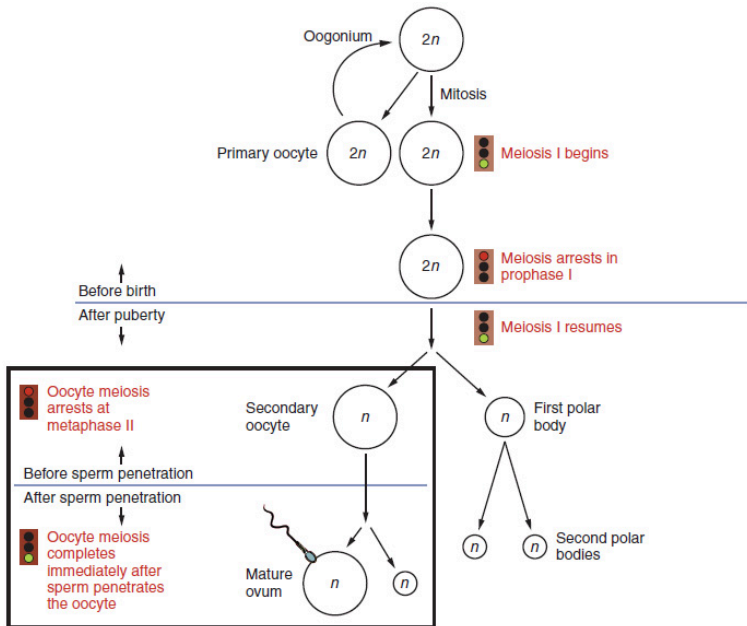 Oogonium
2n
Mitosis
Primary oocyte
2n
2n
Meiosis I begins
2n
Meiosis arrests in
prophase I
Before birth
After puberty
Meiosis I resumes
Oocyte meiosis
arrests at
metaphase II
Secondary
oocyte
n
n
First polar
body
Before sperm penetration
After sperm penetration
Oocyte meiosis
completes
immediately after
sperm penetrates
the oocyte
Mature
ovum
n
n
n
n
Second polar
bodies